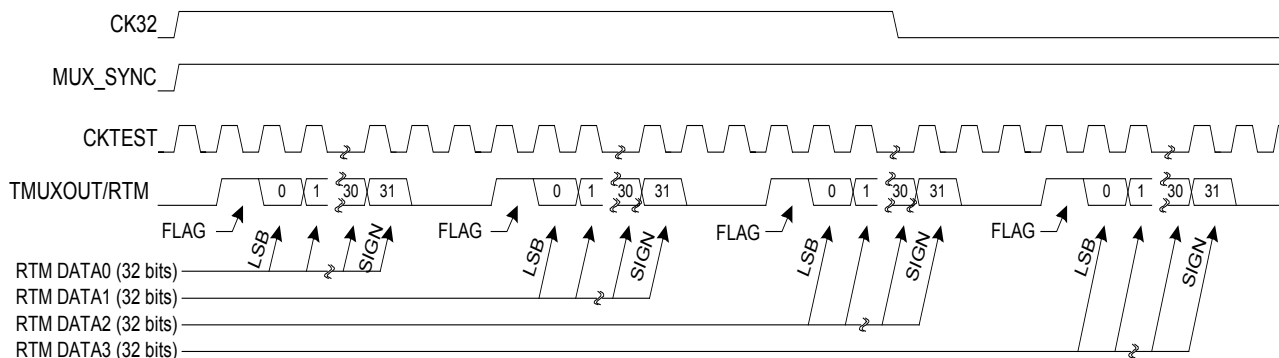 CK32
MUX_SYNC
CKTEST
TMUXOUT/RTM
0 1 30 31 0 1 30 31 0 1 30 31 0 1 30 31
FLAG FLAG FLAG FLAG
LSB SIGN LSB SIGN LSB SIGN LSB SIGN
RTM DATA0 (32 bits)
RTM DATA1 (32 bits)
RTM DATA2 (32 bits)
RTM DATA3 (32 bits)